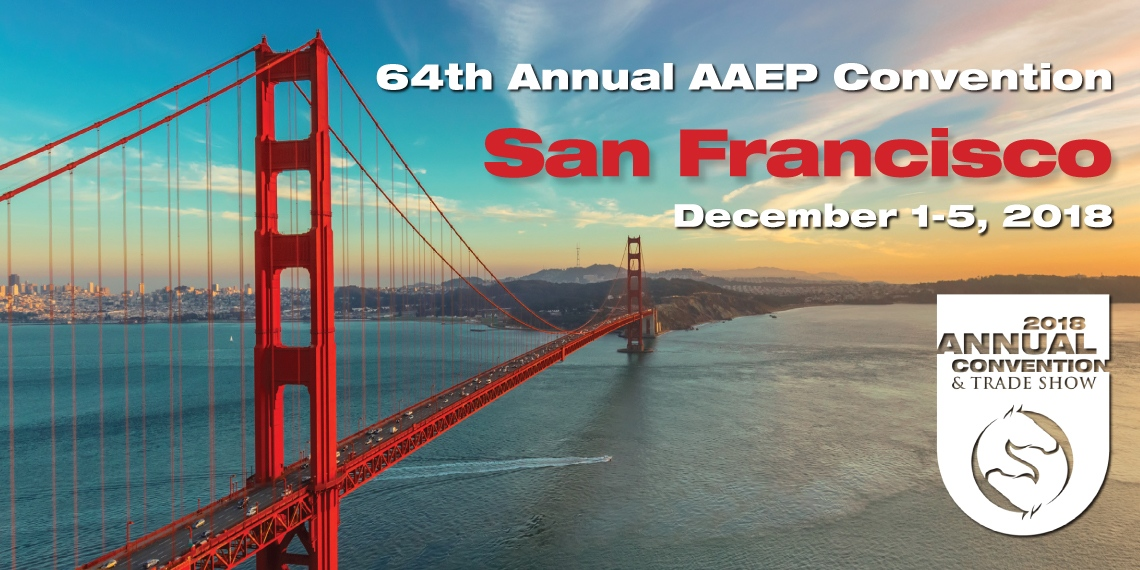 64th Annual AAEP Convention
San Francisco
December 1-5, 2018
2018
ANNUAL
CONVENTION
& TRADE SHOW